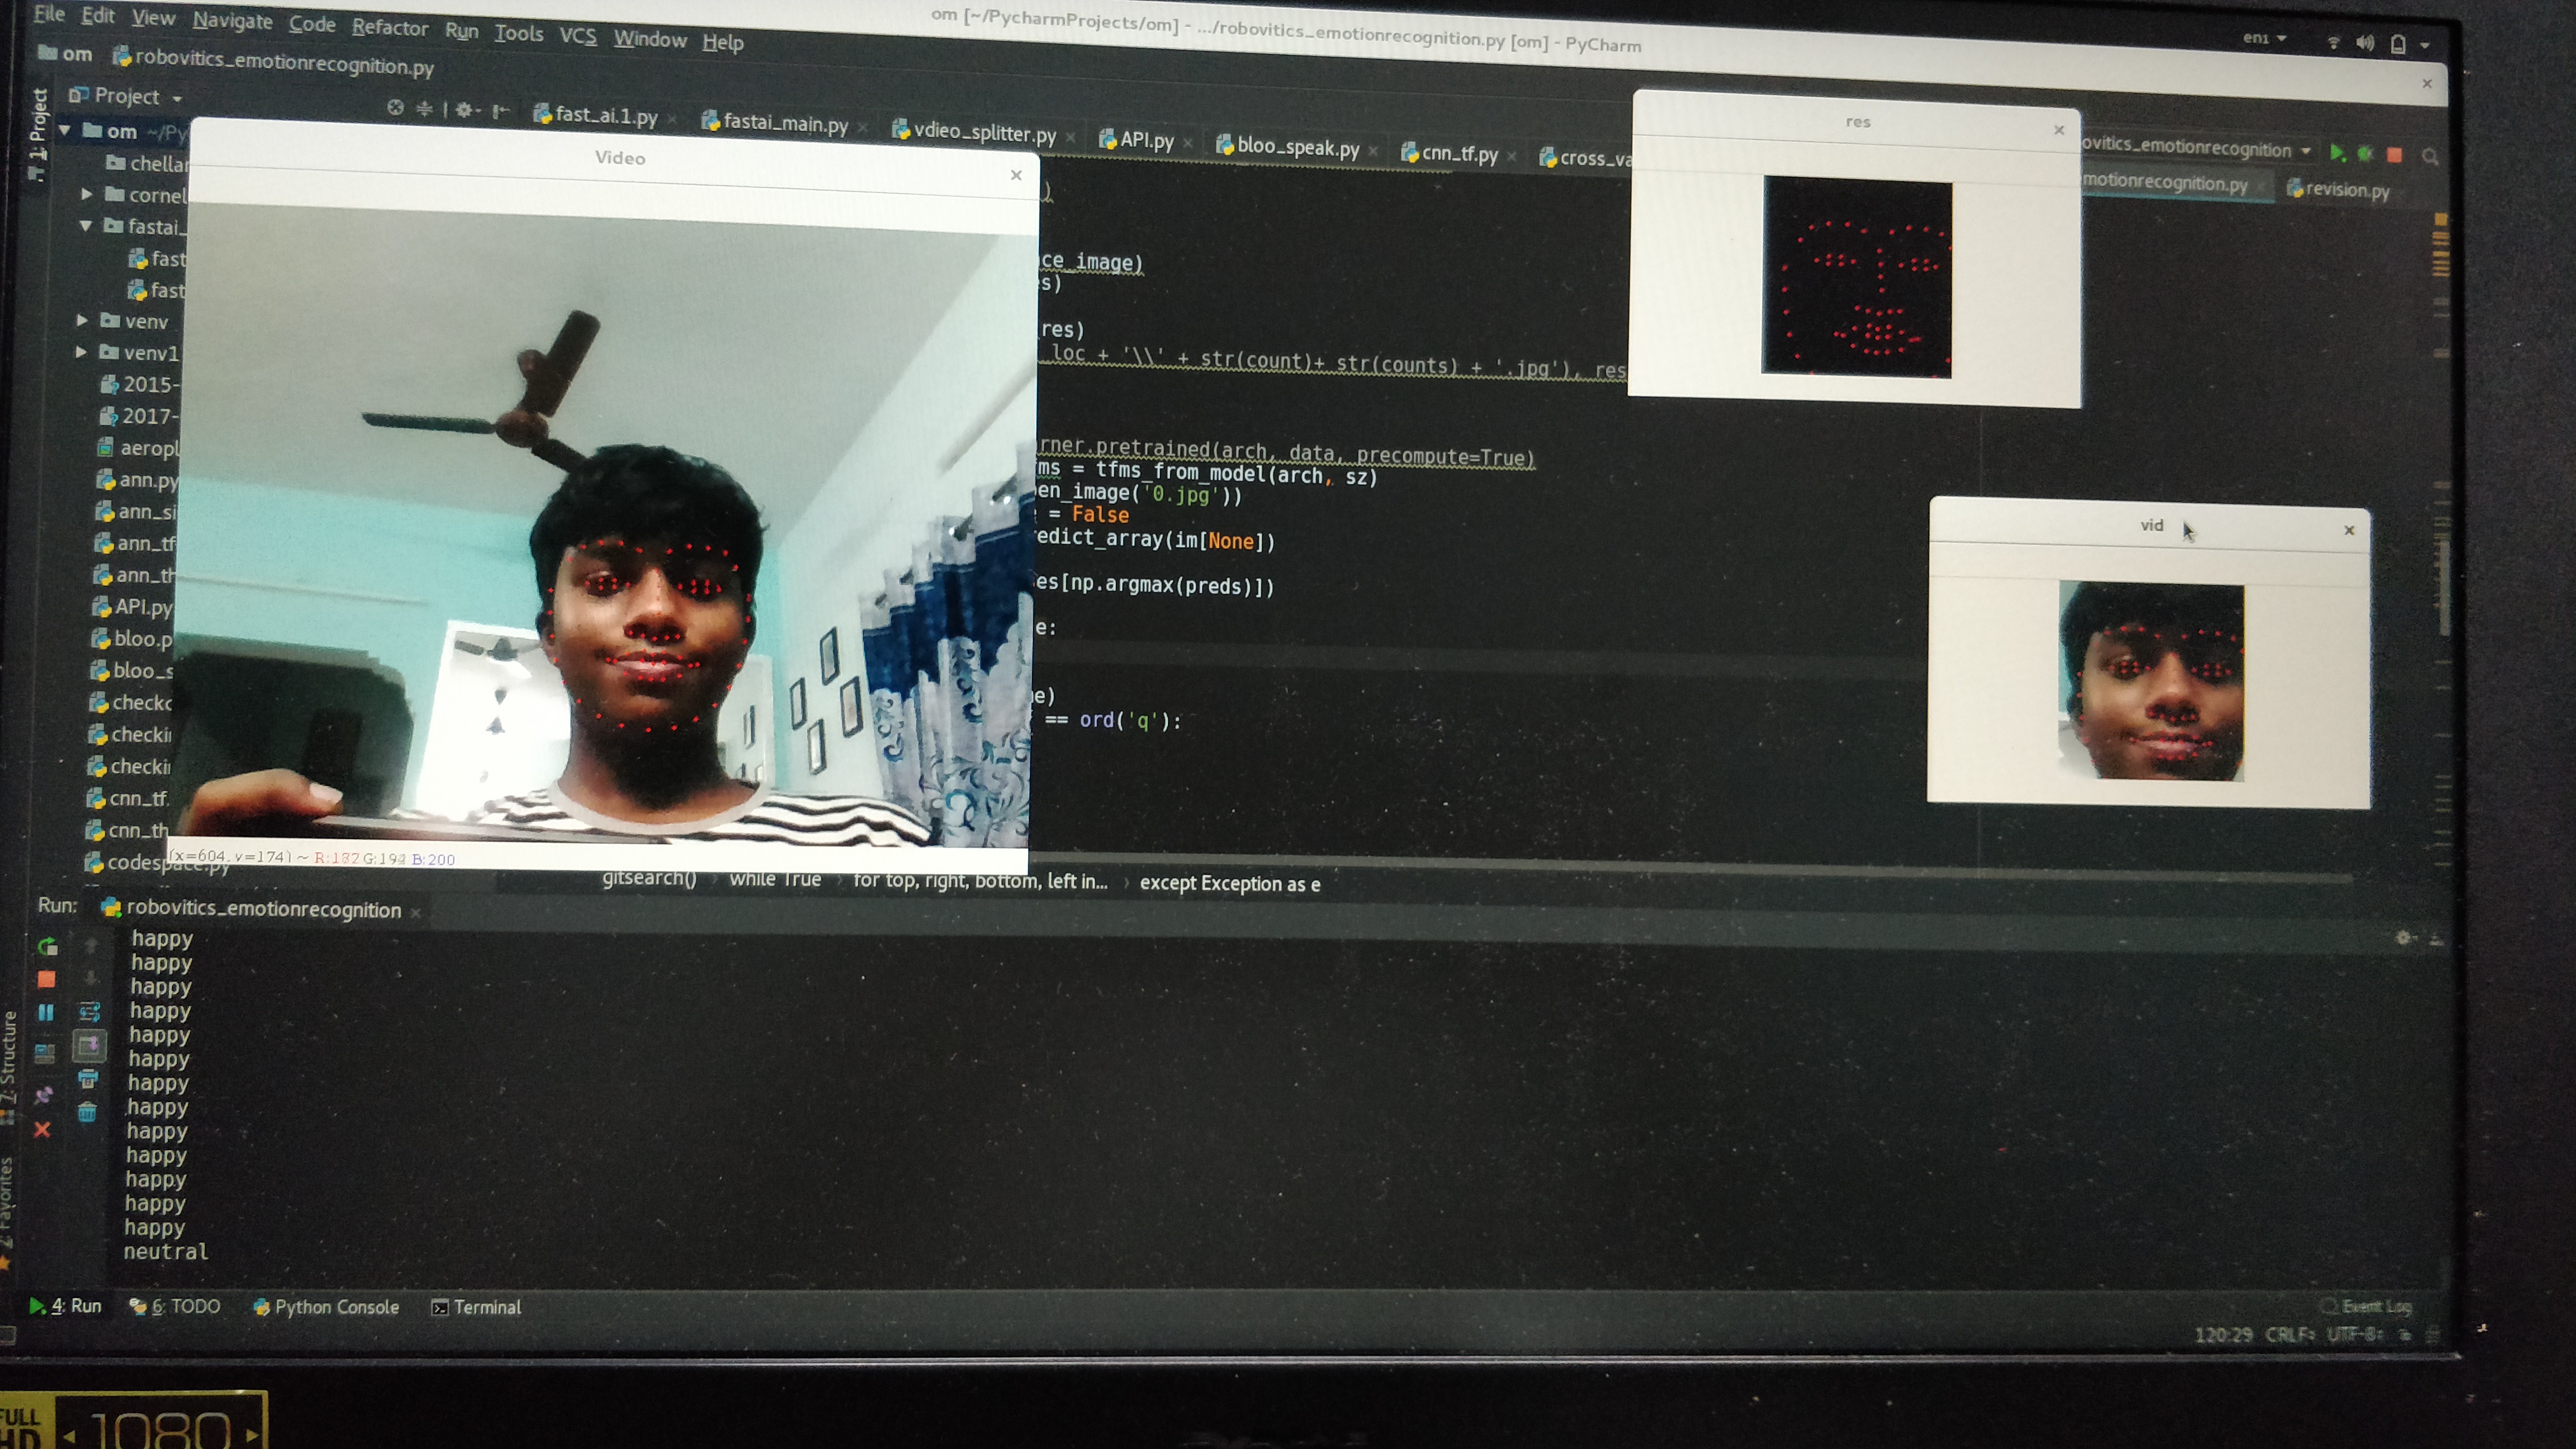 File Edit View Navigate Code Refactor Run Tools VCS Window Help
om [~/PycharmProjects/om] - .../robovitics_emotionrecognition.py [om] - PyCharm
en1
om robovitics_emotionrecognition.py
Project
fast_ai.1.py fastai_main.py vdieo_splitter.py API.py bloo_speak.py cnn_tf.py cross_va
ovitics_emotionrecognition
motionrecognition.py revision.py
1: Project
om ~/Py
chellar
cornel
fastai_
fast
fast
venv
venv1
2015-
2017-
aeropl
ann.py
ann_si
ann_tf
ann_th
API.py
bloo.p
bloo_s
checkc
checkin
checkin
cnn_tf.
cnn_th
codespace.py
Video
(x=604, y=174) ~ R:182 G:194 B:200
res
vid
)
ce_image)
s)
res)
loc + '\\' + str(count)+ str(counts) + '.jpg'), res
rner.pretrained(arch, data, precompute=True)
ms = tfms_from_model(arch, sz)
en_image('0.jpg'))
= False
redict_array(im[None])
es[np.argmax(preds)])
e:
e)
== ord('q'):
gitsearch() while True for top, right, bottom, left in... except Exception as e
Run: robovitics_emotionrecognition
happy
happy
happy
happy
happy
happy
happy
happy
happy
happy
happy
happy
happy
neutral
7: Structure
2: Favorites
4: Run 6: TODO Python Console Terminal
Event Log
120:29 CRLF: UTF-8:
FULL HD 1080